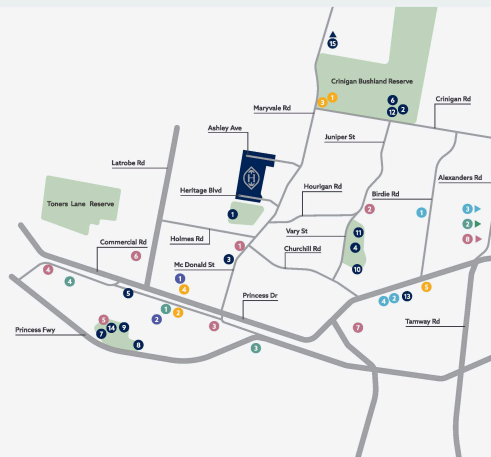 15
Crinigan Bushland Reserve
3
1
6
12
2
Crinigan Rd
Maryvale Rd
Ashley Ave
Juniper St
Latrobe Rd
H
Alexanders Rd
Heritage Blvd
Hourigan Rd
Birdie Rd
Toners Lane Reserve
1
2
1
3
2
8
Holmes Rd
Vary St
11
Commercial Rd
1
4
Churchill Rd
6
3
Mc Donald St
10
4
4
1
4
5
5
Princess Dr
4
2
13
1
2
2
3
5
Tamway Rd
Princess Fwy
7
14
9
7
8
3